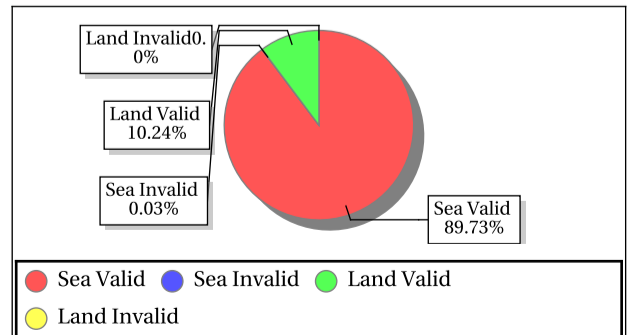 Land Invalid0.
0%
Land Valid
10.24%
Sea Invalid
0.03%
Sea Valid
89.73%
Sea Valid Sea Invalid Land Valid
Land Invalid